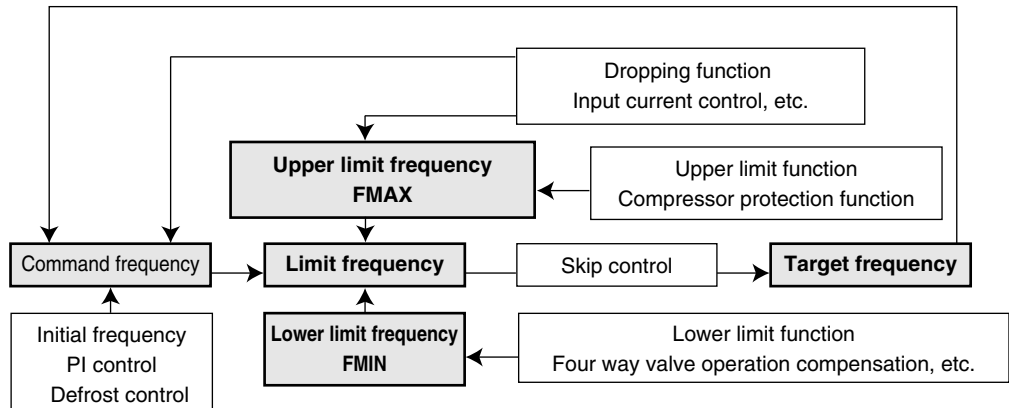 Dropping function
Input current control, etc.
Upper limit frequency
FMAX
Upper limit function
Compressor protection function
Command frequency
Limit frequency
Skip control
Target frequency
Initial frequency
PI control
Defrost control
Lower limit frequency
FMIN
Lower limit function
Four way valve operation compensation, etc.